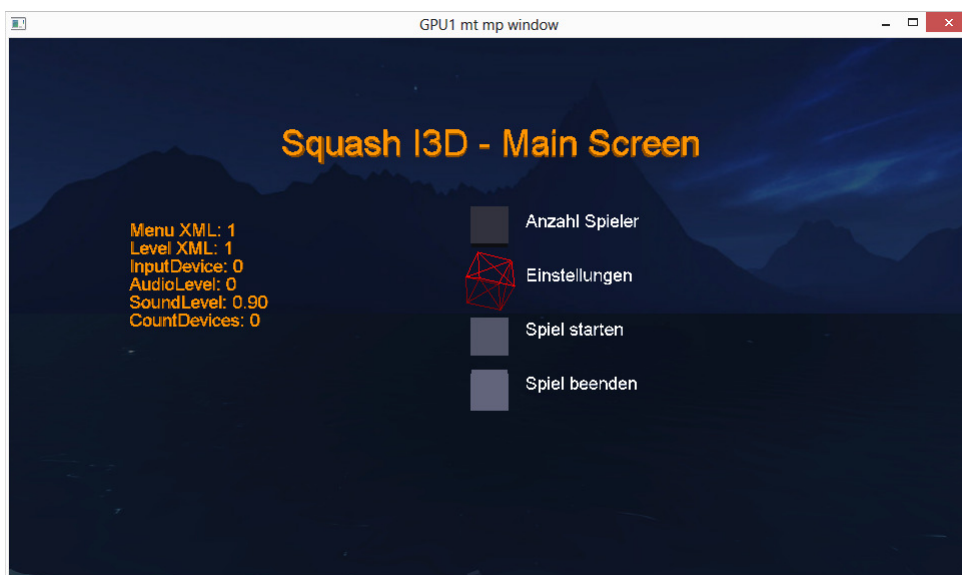 GPU1 mt mp window
Squash I3D - Main Screen
Menu XML: 1
Level XML: 1
InputDevice: 0
AudioLevel: 0
SoundLevel: 0.90
CountDevices: 0
Anzahl Spieler
Einstellungen
Spiel starten
Spiel beenden